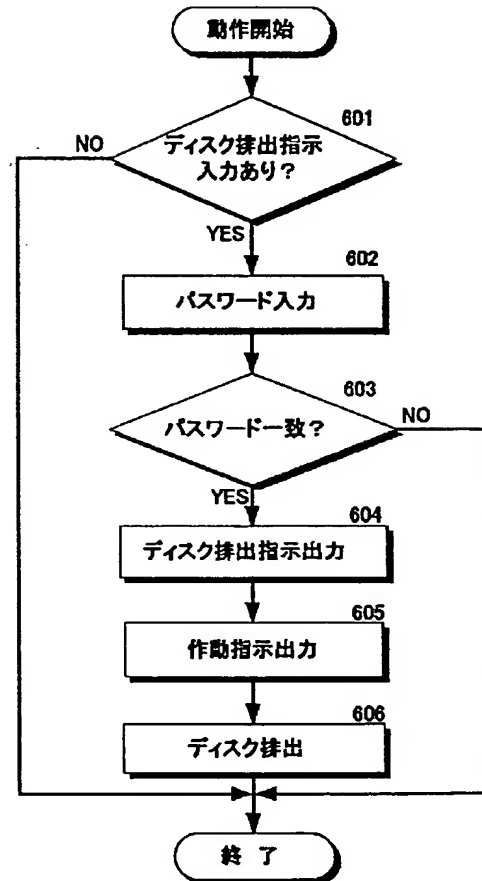 動作開始
601
NO
ディスク排出指示
入力あり?
YES
602
パスワード入力
603
NO
パスワード一致?
YES
604
ディスク排出指示出力
605
作動指示出力
606
ディスク排出
終 了